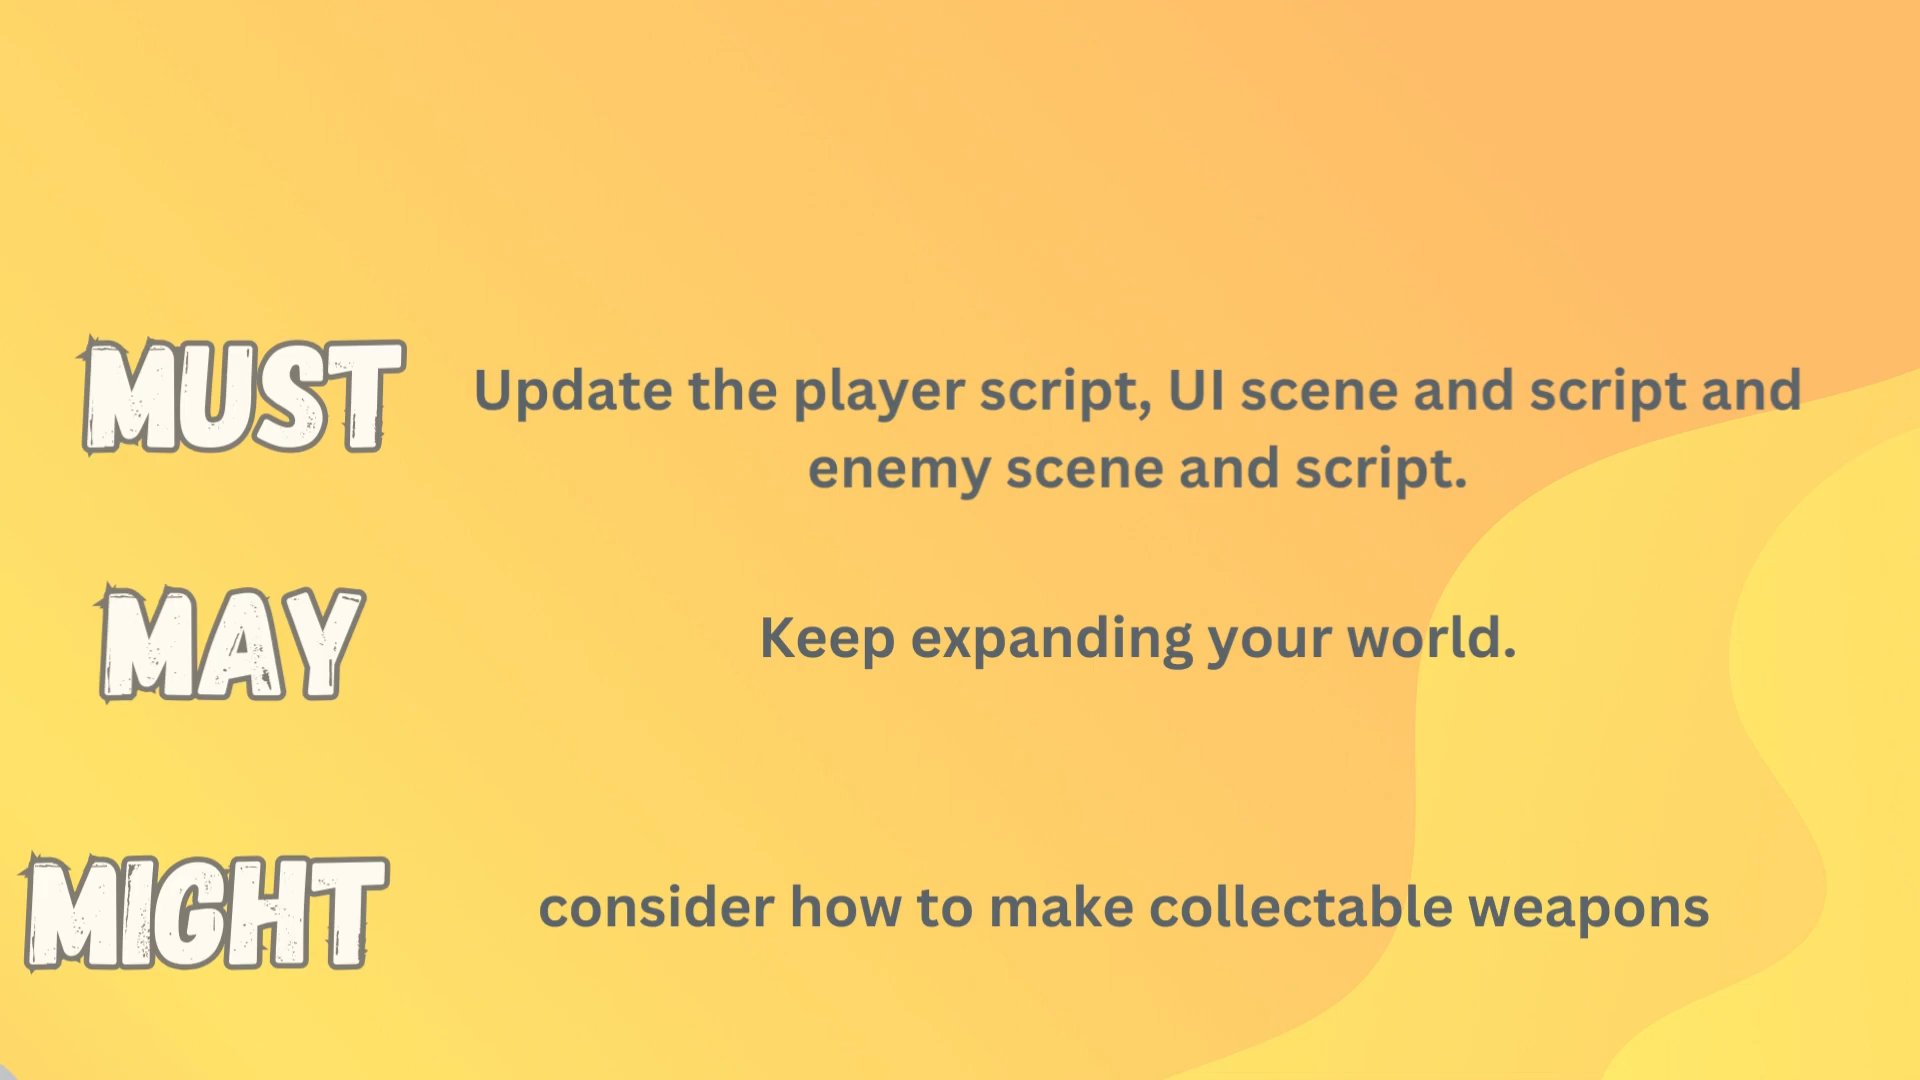 MUST
Update the player script, UI scene and script and
enemy scene and script.
MAY
Keep expanding your world.
MIGHT
consider how to make collectable weapons